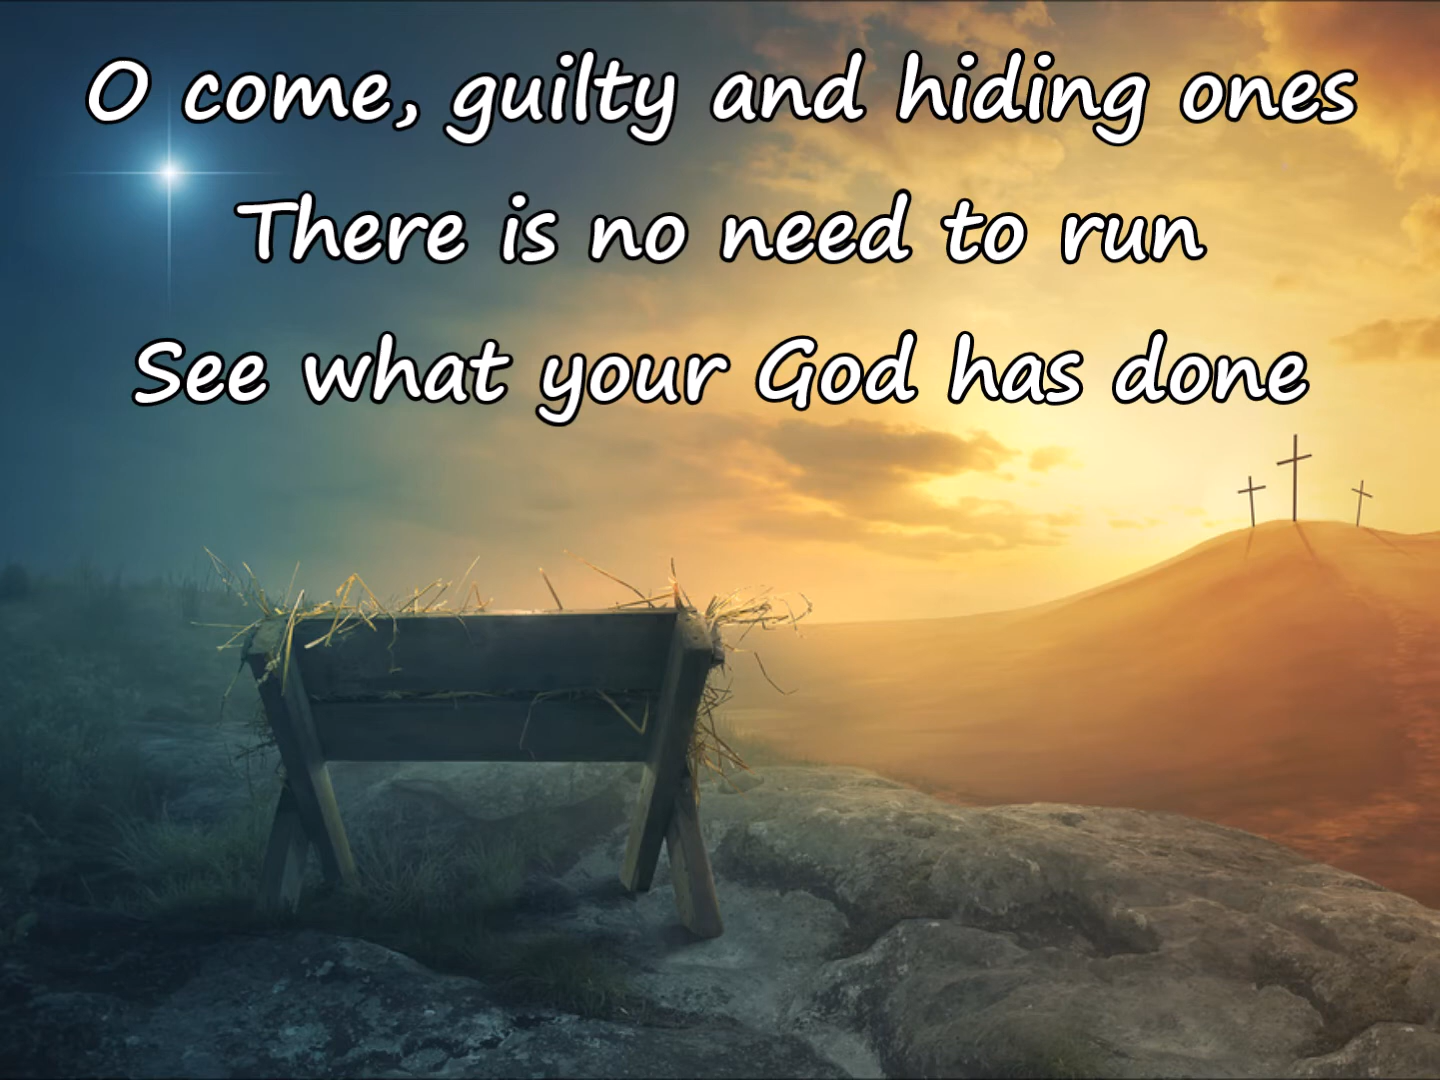 O come, guilty and hiding ones
There is no need to run
See what your God has done